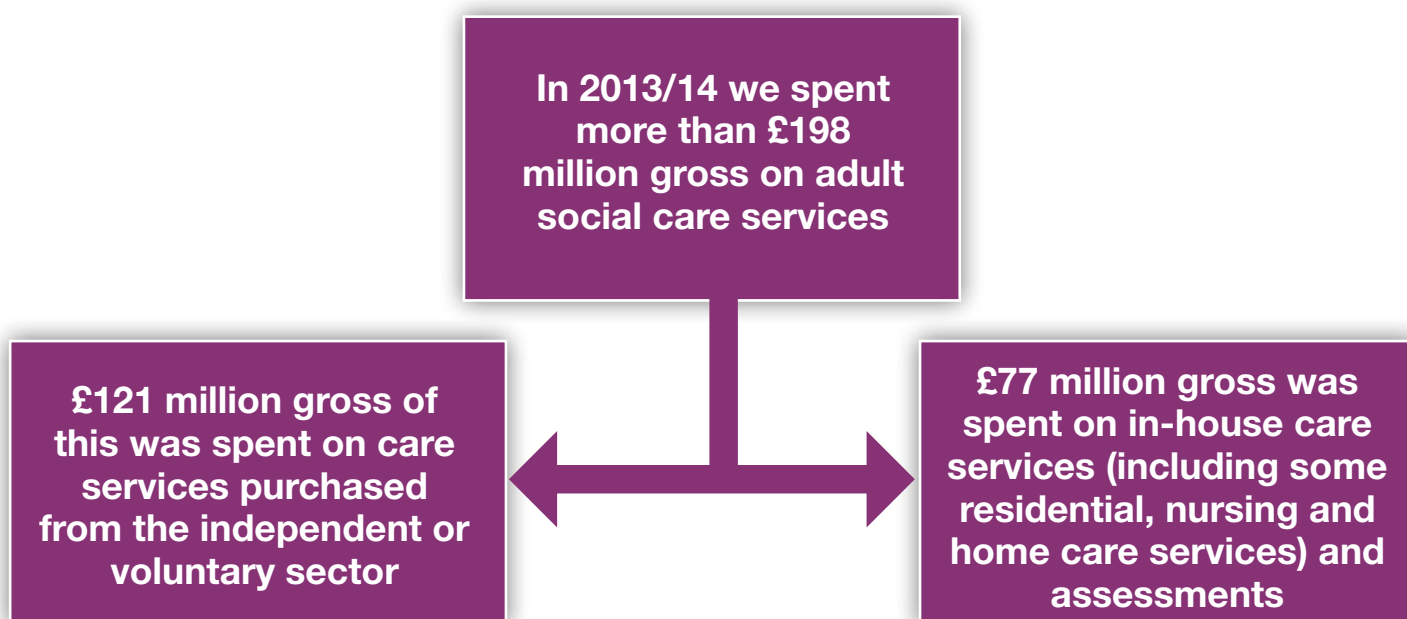 In 2013/14 we spent
more than £198
million gross on adult
social care services
£121 million gross of
this was spent on care
services purchased
from the independent or
voluntary sector
£77 million gross was
spent on in-house care
services (including some
residential, nursing and
home care services) and
assessments